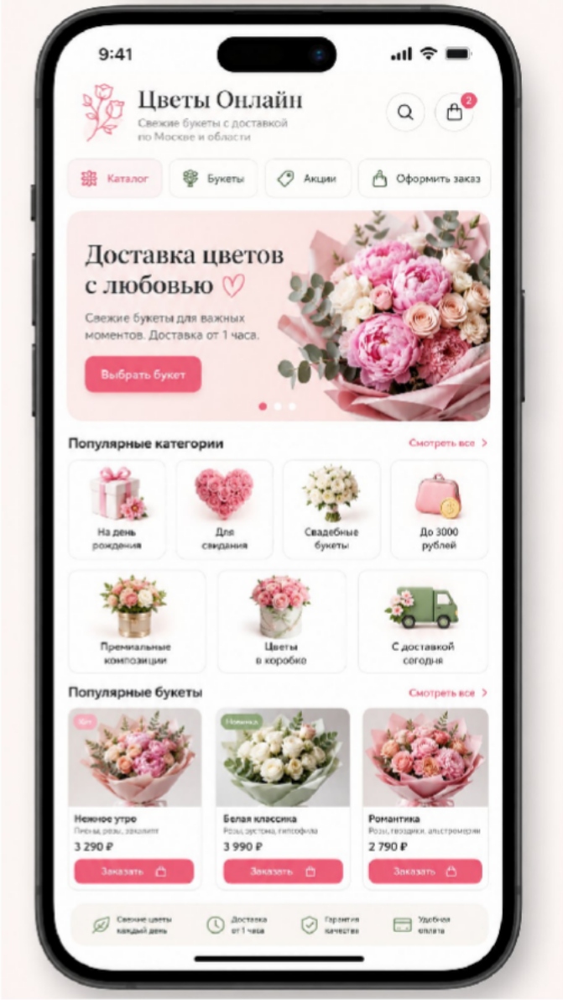 9:41
Цветы Онлайн
Свежие букеты с доставкой
по Москве и области
2
Каталог
Букеты
Акции
Оформить заказ
Доставка цветов
с любовью
Свежие букеты для важных
моментов. Доставка от 1 часа.
Выбрать букет
Популярные категории
Смотреть все
На день
рождения
Для
свидания
Свадебные
букеты
До 3000
рублей
Премиальные
композиции
Цветы
в коробке
С доставкой
сегодня
Популярные букеты
Смотреть все
Хит
Новинка
Нежное утро
Пионы, розы, эвкалипт
3 290 ₽
Заказать
Белая классика
Розы, эустома, гипсофила
3 990 ₽
Заказать
Романтика
Розы, гвоздики, альстромерии
2 790 ₽
Заказать
Свежие цветы
каждый день
Доставка
от 1 часа
Гарантия
качества
Удобная
оплата